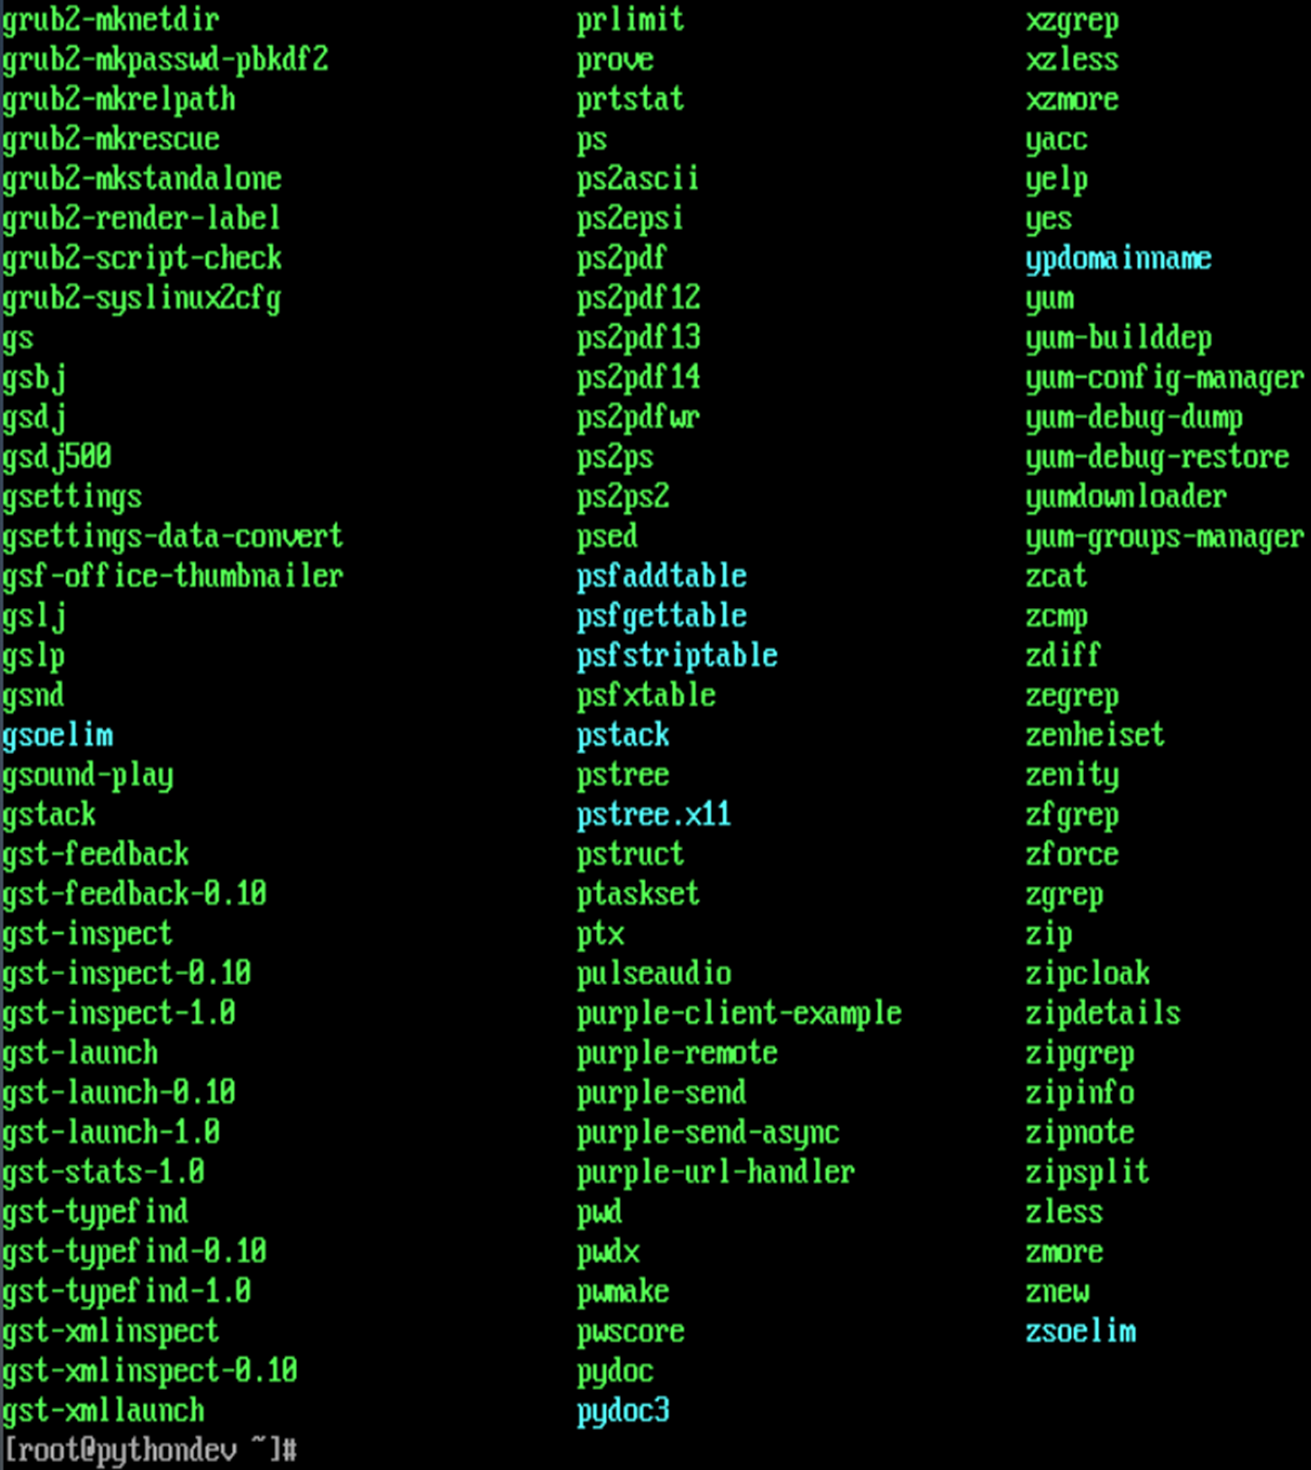 grub2-mknetdir prlimit xzgrep
grub2-mkpasswd-pbkdf2 prove xzless
grub2-mkrelpath prtstat xzmore
grub2-mkrescue ps yacc
grub2-mkstandalone ps2ascii yelp
grub2-render-label ps2epsi yes
grub2-script-check ps2pdf ypdomainname
grub2-syslinux2cfg ps2pdf12 yum
gs ps2pdf13 yum-builddep
gsbj ps2pdf14 yum-config-manager
gsdj ps2pdfwr yum-debug-dump
gsdj500 ps2ps yum-debug-restore
gsettings ps2ps2 yumdownloader
gsettings-data-convert psed yum-groups-manager
gsf-office-thumbnailer psfaddtable zcat
gslj psfgettable zcmp
gslp psfstriptable zdiff
gsnd psfxtable zegrep
gsoelim pstack zenheiset
gsound-play pstree zenity
gstack pstree.x11 zfgrep
gst-feedback pstruct zforce
gst-feedback-0.10 ptaskset zgrep
gst-inspect ptx zip
gst-inspect-0.10 pulseaudio zipcloak
gst-inspect-1.0 purple-client-example zipdetails
gst-launch purple-remote zipgrep
gst-launch-0.10 purple-send zipinfo
gst-launch-1.0 purple-send-async zipnote
gst-stats-1.0 purple-url-handler zipsplit
gst-typefind pwd zless
gst-typefind-0.10 pwdx zmore
gst-typefind-1.0 pwmake znew
gst-xmlinspect pwscore zsoelim
gst-xmlinspect-0.10 pydoc
gst-xmllaunch pydoc3
[root@pythondev ~]#